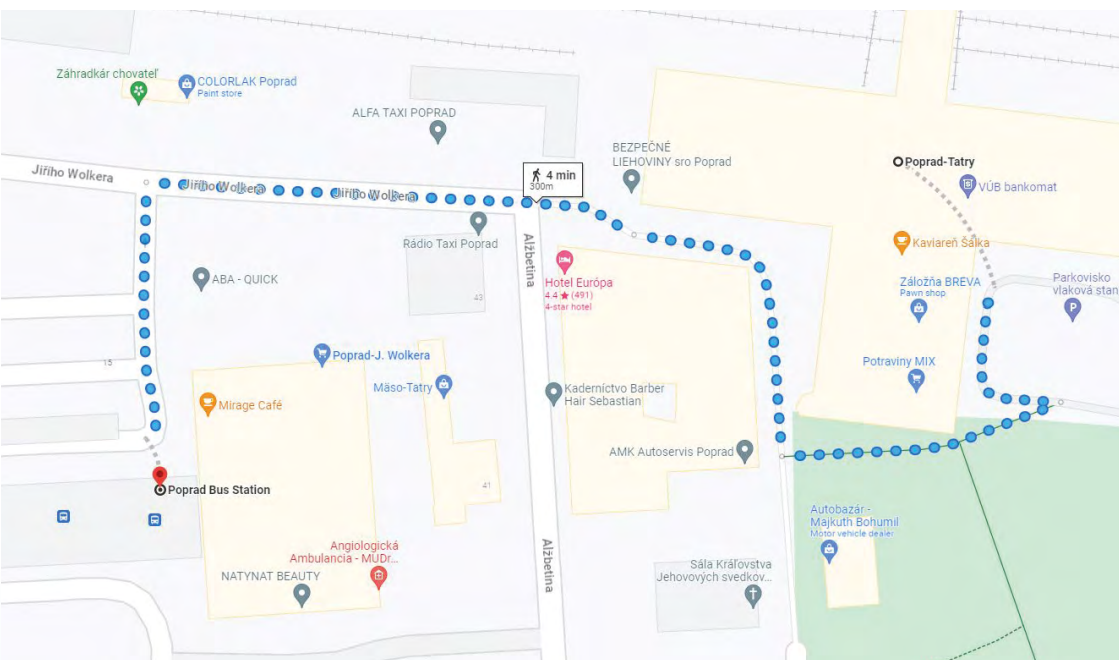 Záhradkár chovateľ
COLORLAK Poprad
Paint store
ALFA TAXI POPRAD
BEZPEČNÉ
LIEHOVINY sro Poprad
Poprad-Tatry
VÚB bankomat
Jiřího Wolkera
Jiřího Wolkera
Jiřího Wolkera
4 min
300m
Rádio Taxi Poprad
Alžbetina
Kaviareň Šálka
ABA - QUICK
Hotel Európa
4.4 ★ (491)
4-star hotel
43
Záložňa BREVA
Pawn shop
Parkovisko
vlaková stan
15
Poprad-J. Wolkera
Potraviny MIX
Mäso-Tatry
Kaderníctvo Barber
Hair Sebastian
Mirage Café
AMK Autoservis Poprad
41
Poprad Bus Station
Autobazár -
Majkuth Bohumil
Motor vehicle dealer
Angiologická
Ambulancia - MUDr...
Alžbetina
NATYNAT BEAUTY
Sála Kráľovstva
Jehovových svedkov...